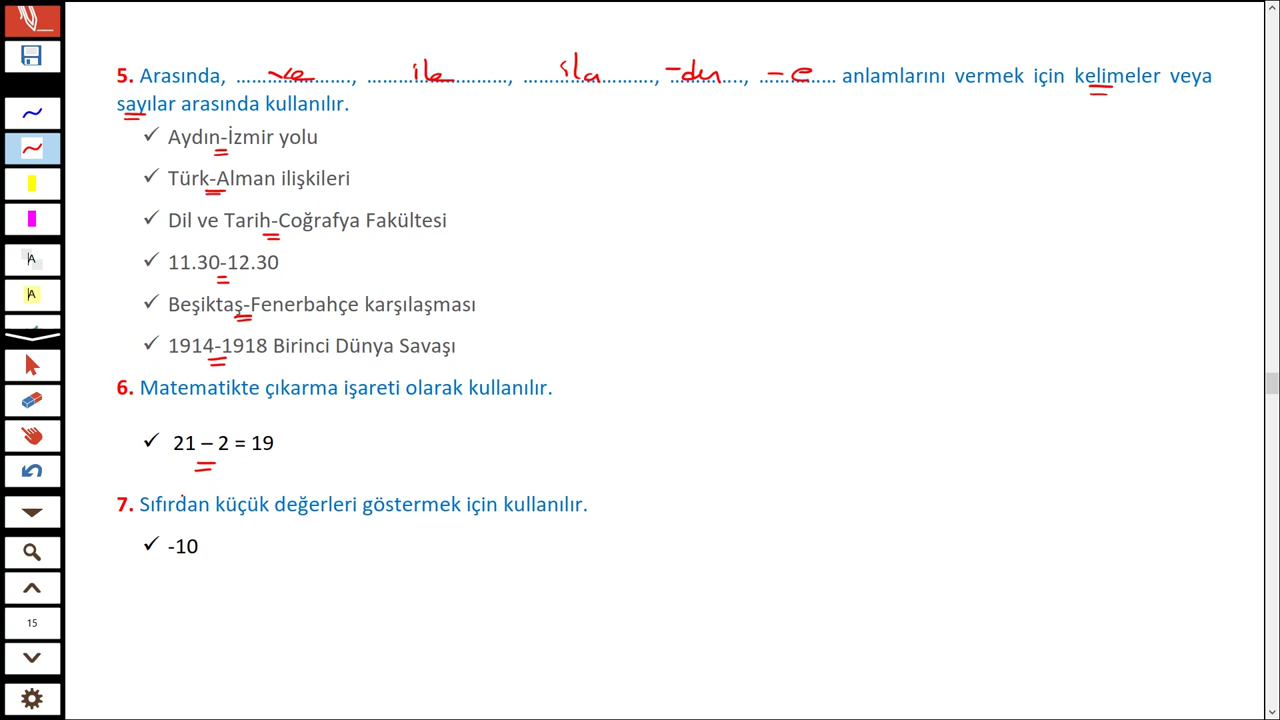 5. Arasında, ......ve......, ......ile......, ......ila......, ...-den..., ...-e... anlamlarını vermek için kelimeler veya
sayılar arasında kullanılır.
✓ Aydın-İzmir yolu
✓ Türk-Alman ilişkileri
✓ Dil ve Tarih-Coğrafya Fakültesi
✓ 11.30-12.30
✓ Beşiktaş-Fenerbahçe karşılaşması
✓ 1914-1918 Birinci Dünya Savaşı
6. Matematikte çıkarma işareti olarak kullanılır.
✓ 21 – 2 = 19
7. Sıfırdan küçük değerleri göstermek için kullanılır.
✓ -10
A
A
15